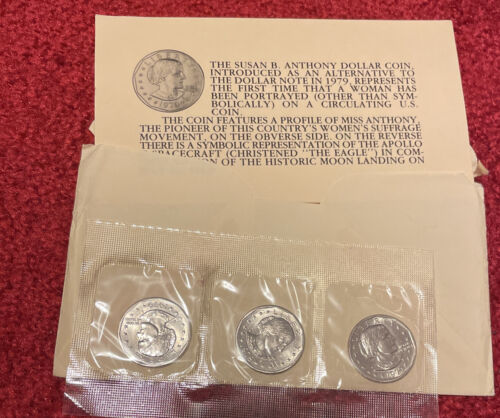 LIBERTY
1979
THE SUSAN B. ANTHONY DOLLAR COIN,
INTRODUCED AS AN ALTERNATIVE TO
THE DOLLAR NOTE IN 1979, REPRESENTS
THE FIRST TIME THAT A WOMAN HAS
BEEN PORTRAYED (OTHER THAN SYM-
BOLICALLY) ON A CIRCULATING U.S.
COIN.
THE COIN FEATURES A PROFILE OF MISS ANTHONY,
THE PIONEER OF THIS COUNTRY'S WOMEN'S SUFFRAGE
MOVEMENT, ON THE OBVERSE SIDE. ON THE REVERSE
THERE IS A SYMBOLIC REPRESENTATION OF THE APOLLO
SPACECRAFT (CHRISTENED "THE EAGLE") IN COM-
OF THE HISTORIC MOON LANDING ON